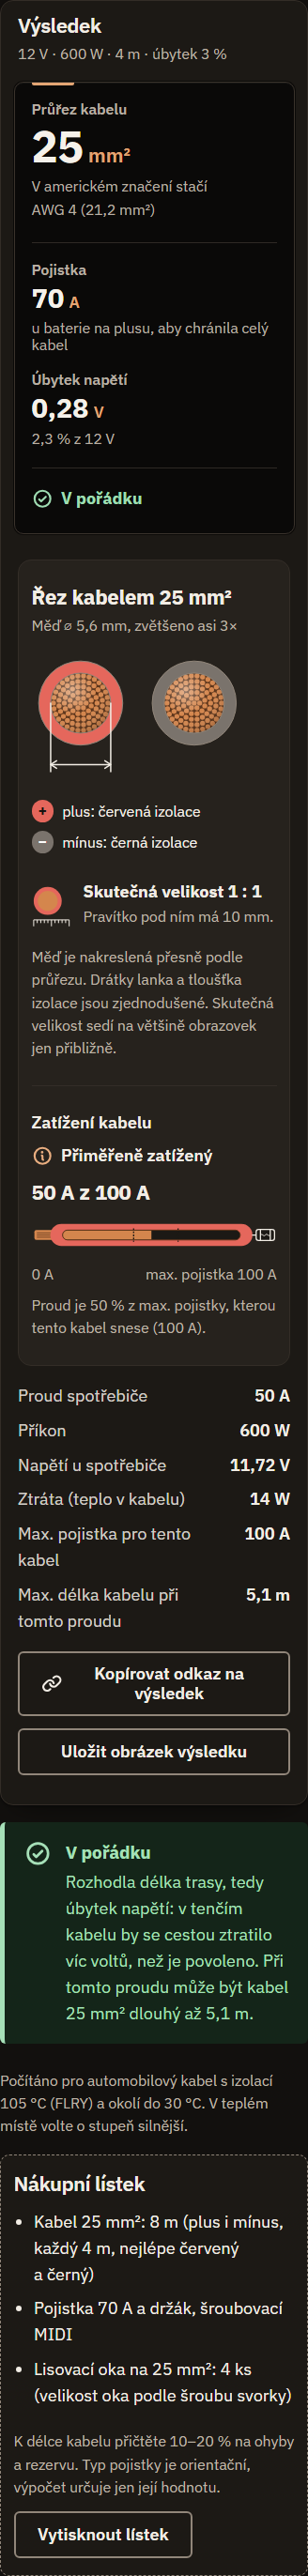 Výsledek
12 V · 600 W · 4 m · úbytek 3 %
Průřez kabelu
25 mm²
V americkém značení stačí
AWG 4 (21,2 mm²)
Pojistka
70 A
u baterie na plusu, aby chránila celý
kabel
Úbytek napětí
0,28 V
2,3 % z 12 V
V pořádku
Řez kabelem 25 mm²
Měď ⌀ 5,6 mm, zvětšeno asi 3×
+ plus: červená izolace
− mínus: černá izolace
Skutečná velikost 1 : 1
Pravítko pod ním má 10 mm.
Měď je nakreslená přesně podle
průřezu. Drátky lanka a tloušťka
izolace jsou zjednodušené. Skutečná
velikost sedí na většině obrazovek
jen přibližně.
Zatížení kabelu
Přiměřeně zatížený
50 A z 100 A
0 A max. pojistka 100 A
Proud je 50 % z max. pojistky, kterou
tento kabel snese (100 A).
Proud spotřebiče 50 A
Příkon 600 W
Napětí u spotřebiče 11,72 V
Ztráta (teplo v kabelu) 14 W
Max. pojistka pro tento 100 A
kabel
Max. délka kabelu při 5,1 m
tomto proudu
Kopírovat odkaz na
výsledek
Uložit obrázek výsledku
V pořádku
Rozhodla délka trasy, tedy
úbytek napětí: v tenčím
kabelu by se cestou ztratilo
víc voltů, než je povoleno. Při
tomto proudu může být kabel
25 mm² dlouhý až 5,1 m.
Počítáno pro automobilový kabel s izolací
105 °C (FLRY) a okolí do 30 °C. V teplém
místě volte o stupeň silnější.
Nákupní lístek
• Kabel 25 mm²: 8 m (plus i mínus,
každý 4 m, nejlépe červený
a černý)
• Pojistka 70 A a držák, šroubovací
MIDI
• Lisovací oka na 25 mm²: 4 ks
(velikost oka podle šroubu svorky)
K délce kabelu přičtěte 10–20 % na ohyby
a rezervu. Typ pojistky je orientační,
výpočet určuje jen její hodnotu.
Vytisknout lístek